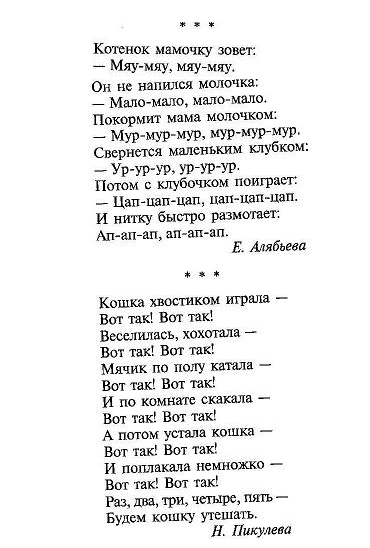 * * *
Котенок мамочку зовет:
— Мяу-мяу, мяу-мяу.
Он не напился молочка:
— Мало-мало, мало-мало.
Покормит мама молочком:
— Мур-мур-мур, мур-мур-мур.
Свернется маленьким клубком:
— Ур-ур-ур, ур-ур-ур.
Потом с клубочком поиграет:
— Цап-цап-цап, цап-цап-цап.
И нитку быстро размотает:
Ап-ап-ап, ап-ап-ап.
Е. Алябьева
* * *
Кошка хвостиком играла —
Вот так! Вот так!
Веселилась, хохотала —
Вот так! Вот так!
Мячик по полу катала —
Вот так! Вот так!
И по комнате скакала —
Вот так! Вот так!
А потом устала кошка —
Вот так! Вот так!
И поплакала немножко —
Вот так! Вот так!
Раз, два, три, четыре, пять —
Будем кошку утешать.
Н. Пикулева